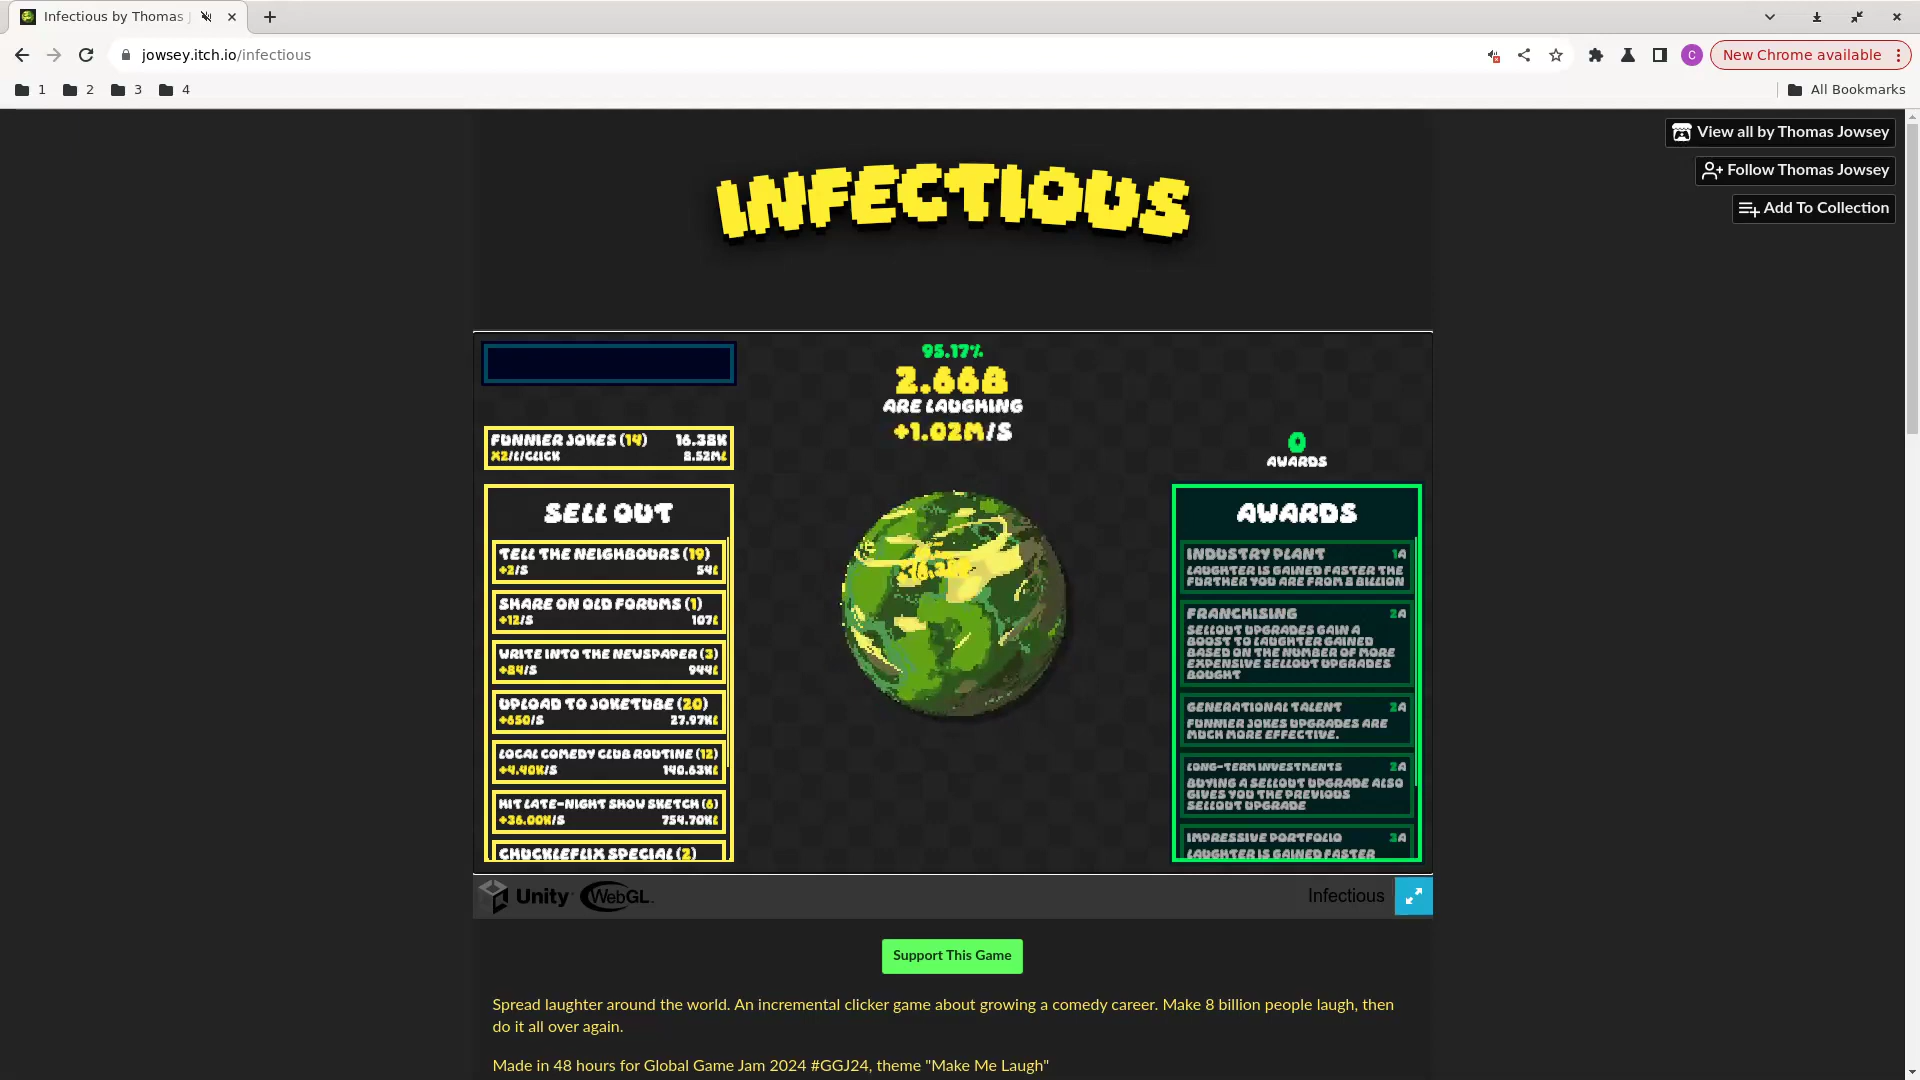 Infectious by Thomas J
jowsey.itch.io/infectious
New Chrome available
1
2
3
4
All Bookmarks
View all by Thomas Jowsey
Follow Thomas Jowsey
Add To Collection
INFECTIOUS
95.17%
2.668
ARE LAUGHING
+1.02M/S
FUNNIER JOKES (14) 16.38K
X2/L/CLICK 8.52ML
SELL OUT
TELL THE NEIGHBOURS (19)
+2/S 54L
SHARE ON OLD FORUMS (1)
+12/S 107L
WRITE INTO THE NEWSPAPER (3)
+84/S 944L
UPLOAD TO JOKETUBE (20)
+650/S 27.97KL
LOCAL COMEDY CLUB ROUTINE (12)
+4.40K/S 140.63KL
HIT LATE-NIGHT SHOW SKETCH (6)
+36.00K/S 754.70KL
CHUCKLEFLIX SPECIAL (2)
0
AWARDS
AWARDS
INDUSTRY PLANT 1A
LAUGHTER IS GAINED FASTER THE
FURTHER YOU ARE FROM 8 BILLION
FRANCHISING 2A
SELLOUT UPGRADES GAIN A
BOOST TO LAUGHTER GAINED
BASED ON THE NUMBER OF MORE
EXPENSIVE SELLOUT UPGRADES
BOUGHT
GENERATIONAL TALENT 2A
FUNNIER JOKES UPGRADES ARE
MUCH MORE EFFECTIVE.
LONG-TERM INVESTMENTS 2A
BUYING A SELLOUT UPGRADE ALSO
GIVES YOU THE PREVIOUS
SELLOUT UPGRADE
IMPRESSIVE PORTFOLIO 3A
LAUGHTER IS GAINED FASTER
Unity WebGL
Infectious
Support This Game
Spread laughter around the world. An incremental clicker game about growing a comedy career. Make 8 billion people laugh, then
do it all over again.
Made in 48 hours for Global Game Jam 2024 #GGJ24, theme "Make Me Laugh"